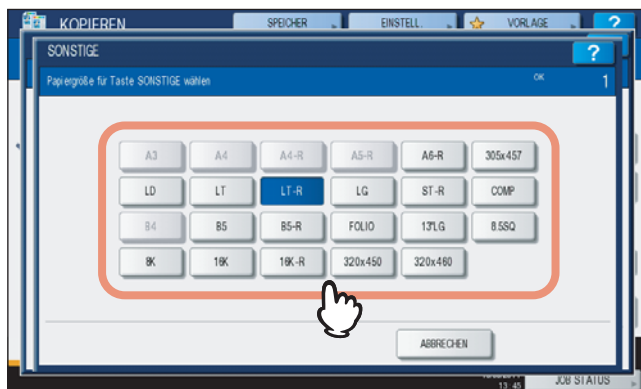 KOPIEREN SPEICHER EINSTELL. VORLAGE ?
SONSTIGE ?
Papiergröße für Taste SONSTIGE wählen OK 1
A3 A4 A4-R A5-R A6-R 305x457
LD LT LT-R LG ST-R COMP
B4 B5 B5-R FOLIO 13"LG 8.5SQ
8K 16K 16K-R 320x450 320x460
ABBRECHEN
13:45 JOB STATUS